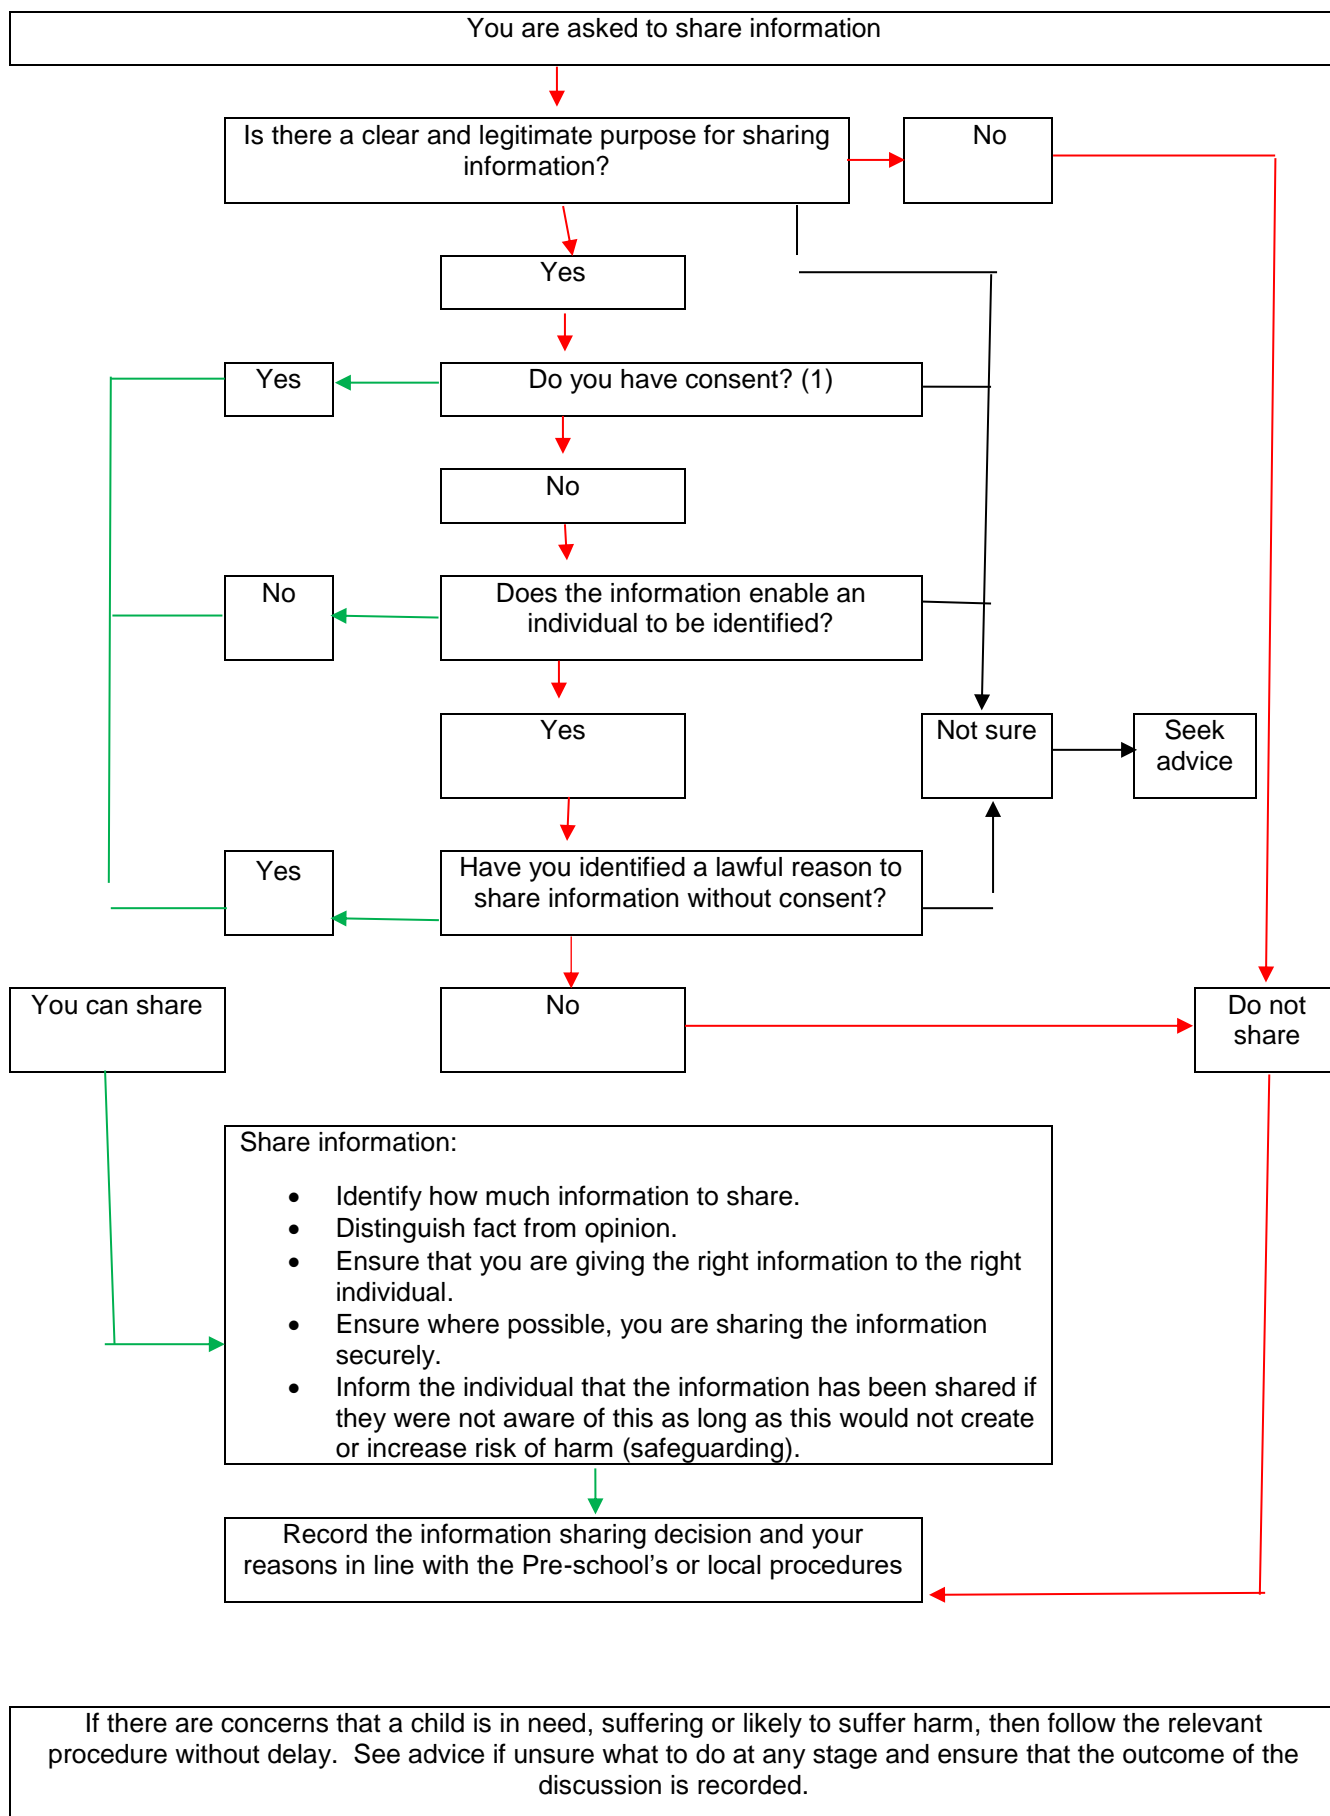 You are asked to share information
Is there a clear and legitimate purpose for sharing
information?
No
Yes
Yes
Do you have consent? (1)
No
No
Does the information enable an
individual to be identified?
Yes
Not sure
Seek
advice
Yes
Have you identified a lawful reason to
share information without consent?
You can share
No
Do not
share
Share information:
• Identify how much information to share.
• Distinguish fact from opinion.
• Ensure that you are giving the right information to the right
individual.
• Ensure where possible, you are sharing the information
securely.
• Inform the individual that the information has been shared if
they were not aware of this as long as this would not create
or increase risk of harm (safeguarding).
Record the information sharing decision and your
reasons in line with the Pre-school’s or local procedures
If there are concerns that a child is in need, suffering or likely to suffer harm, then follow the relevant
procedure without delay.  See advice if unsure what to do at any stage and ensure that the outcome of the
discussion is recorded.